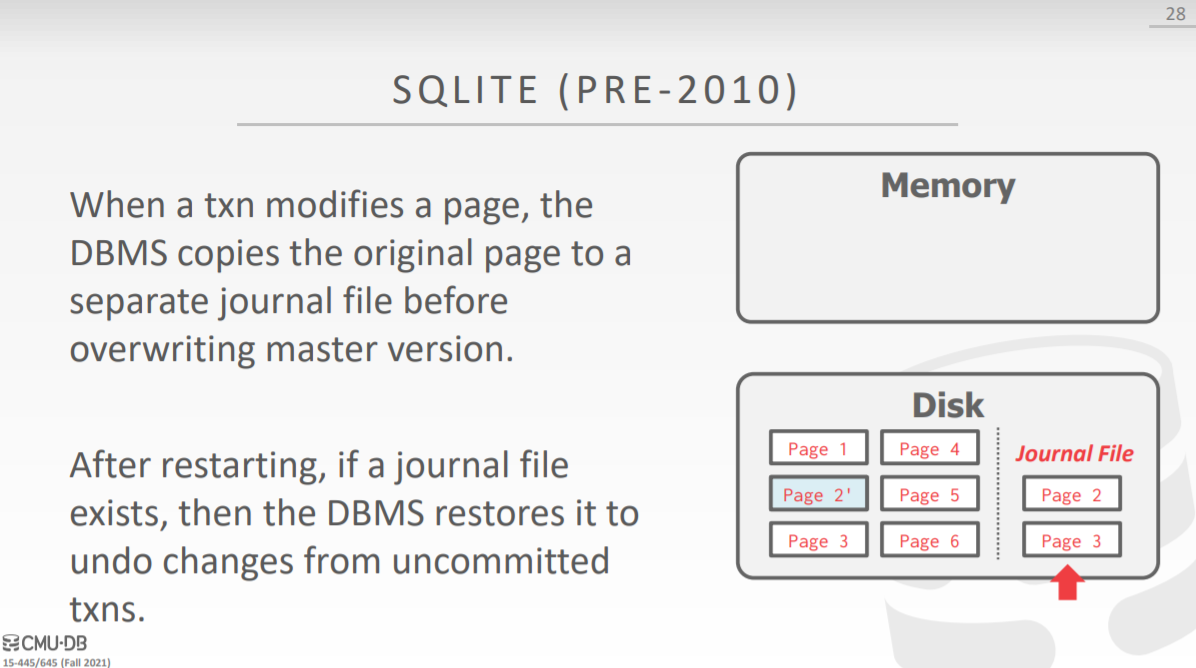 28
SQLITE (PRE-2010)
When a txn modifies a page, the
DBMS copies the original page to a
separate journal file before
overwriting master version.
After restarting, if a journal file
exists, then the DBMS restores it to
undo changes from uncommitted
txns.
Memory
Disk
Page 1 Page 4
Journal File
Page 2' Page 5 Page 2
Page 3 Page 6 Page 3
CMU·DB
15-445/645 (Fall 2021)